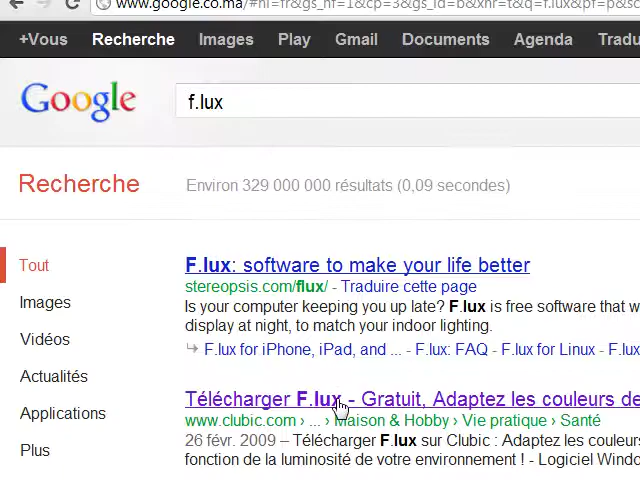 www.google.co.ma/#hl=fr&gs_nf=1&cp=3&gs_id=b&xhr=t&q=f.lux&pf=p&sc
+Vous Recherche Images Play Gmail Documents Agenda Tradu
Google
f.lux
Recherche
Environ 329 000 000 résultats (0,09 secondes)
Tout
Images
Vidéos
Actualités
Applications
Plus
F.lux: software to make your life better
stereopsis.com/flux/ - Traduire cette page
Is your computer keeping you up late? F.lux is free software that w
display at night, to match your indoor lighting.
F.lux for iPhone, iPad, and ... - F.lux: FAQ - F.lux for Linux - F.lux
Télécharger F.lux - Gratuit, Adaptez les couleurs de
www.clubic.com › ... › Maison & Hobby › Vie pratique › Santé
26 févr. 2009 – Télécharger F.lux sur Clubic : Adaptez les couleurs
fonction de la luminosité de votre environnement ! - Logiciel Windo